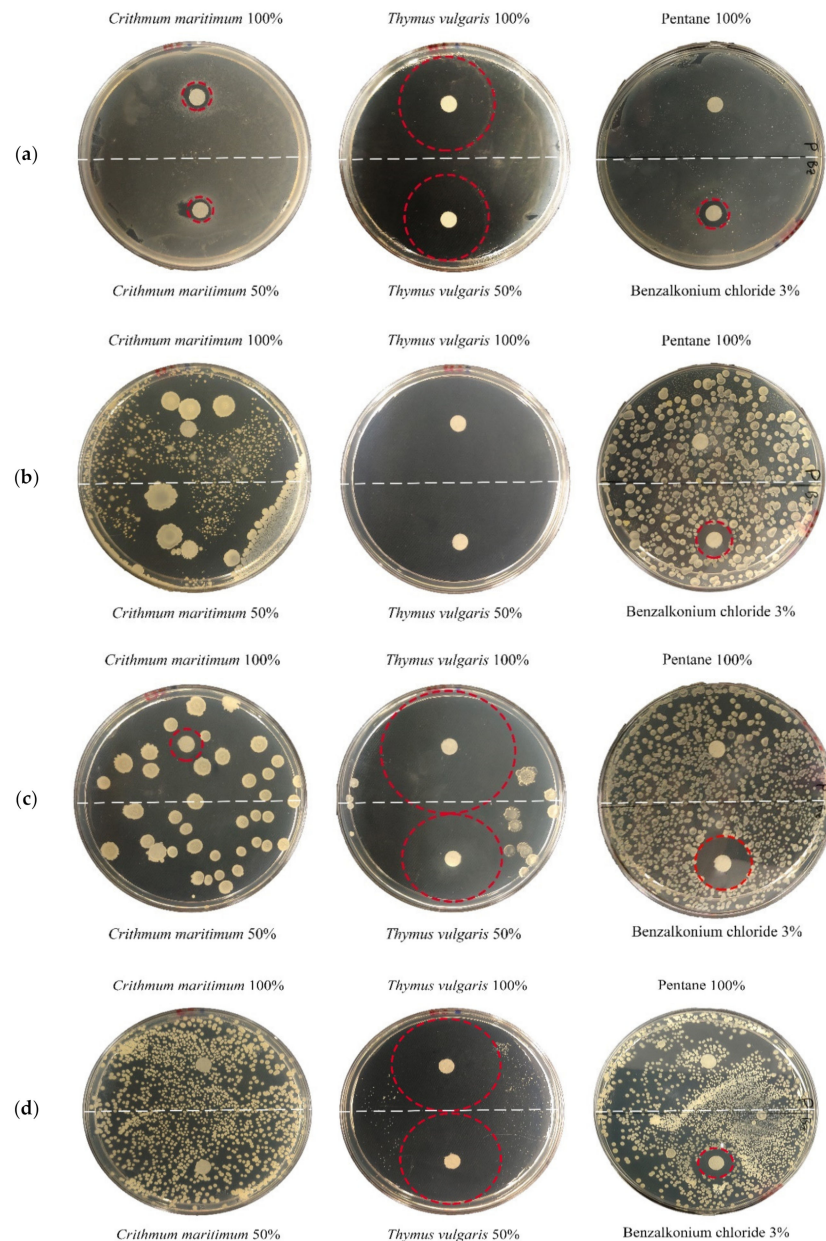 Crithmum maritimum 100%
Thymus vulgaris 100%
Pentane 100%
(a)
Crithmum maritimum 50%
Thymus vulgaris 50%
Benzalkonium chloride 3%
Crithmum maritimum 100%
Thymus vulgaris 100%
Pentane 100%
(b)
Crithmum maritimum 50%
Thymus vulgaris 50%
Benzalkonium chloride 3%
Crithmum maritimum 100%
Thymus vulgaris 100%
Pentane 100%
(c)
Crithmum maritimum 50%
Thymus vulgaris 50%
Benzalkonium chloride 3%
Crithmum maritimum 100%
Thymus vulgaris 100%
Pentane 100%
(d)
Crithmum maritimum 50%
Thymus vulgaris 50%
Benzalkonium chloride 3%